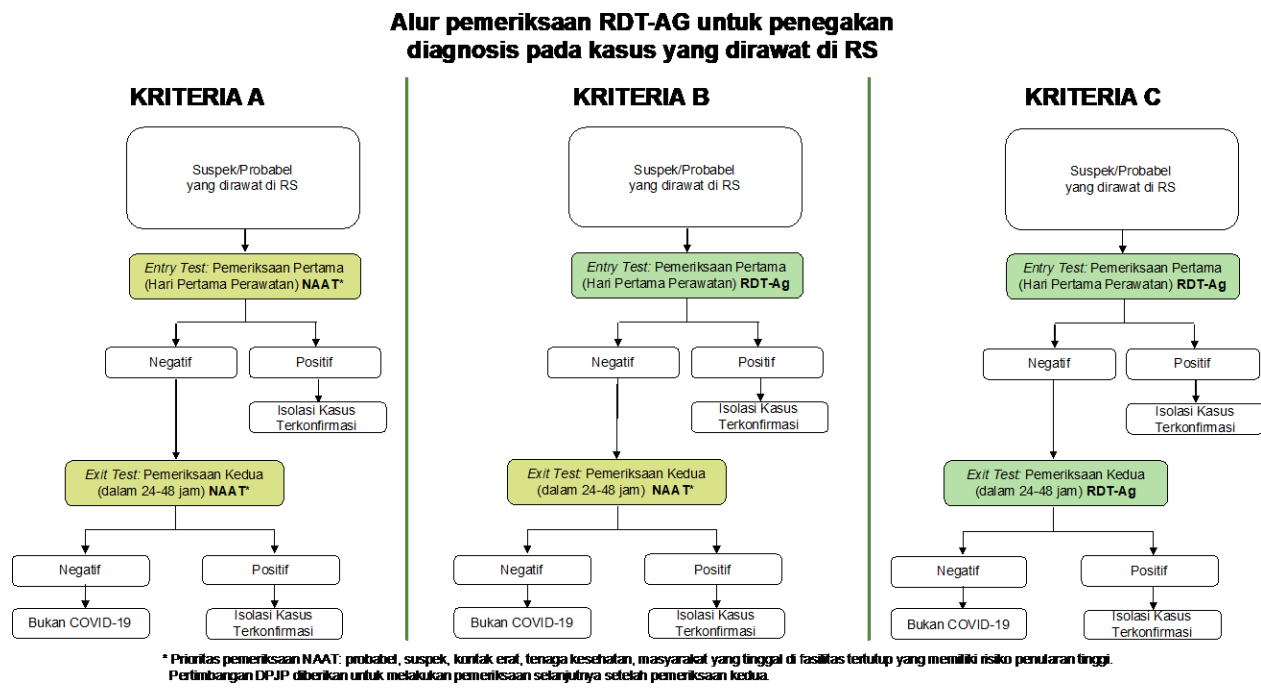 Alur pemeriksaan RDT-AG untuk penegakan
diagnosis pada kasus yang dirawat di RS
KRITERIA A
Suspek/Probabel
yang dirawat di RS
Entry Test: Pemeriksaan Pertama
(Hari Pertama Perawatan) NAAT*
Negatif
Positif
Isolasi Kasus
Terkonfirmasi
Exit Test: Pemeriksaan Kedua
(dalam 24-48 jam) NAAT*
Negatif
Positif
Bukan COVID-19
Isolasi Kasus
Terkonfirmasi
KRITERIA B
Suspek/Probabel
yang dirawat di RS
Entry Test: Pemeriksaan Pertama
(Hari Pertama Perawatan) RDT-Ag
Negatif
Positif
Isolasi Kasus
Terkonfirmasi
Exit Test: Pemeriksaan Kedua
(dalam 24-48 jam) NAAT*
Negatif
Positif
Bukan COVID-19
Isolasi Kasus
Terkonfirmasi
KRITERIA C
Suspek/Probabel
yang dirawat di RS
Entry Test: Pemeriksaan Pertama
(Hari Pertama Perawatan) RDT-Ag
Negatif
Positif
Isolasi Kasus
Terkonfirmasi
Exit Test: Pemeriksaan Kedua
(dalam 24-48 jam) RDT-Ag
Negatif
Positif
Bukan COVID-19
Isolasi Kasus
Terkonfirmasi
* Prioritas pemeriksaan NAAT: probabel, suspek, kontak erat, tenaga kesehatan, masyarakat yang tinggal di fasilitas tertutup yang memiliki risiko penularan tinggi.
Pertimbangan DPJP diberikan untuk melakukan pemeriksaan selanjutnya setelah pemeriksaan kedua.